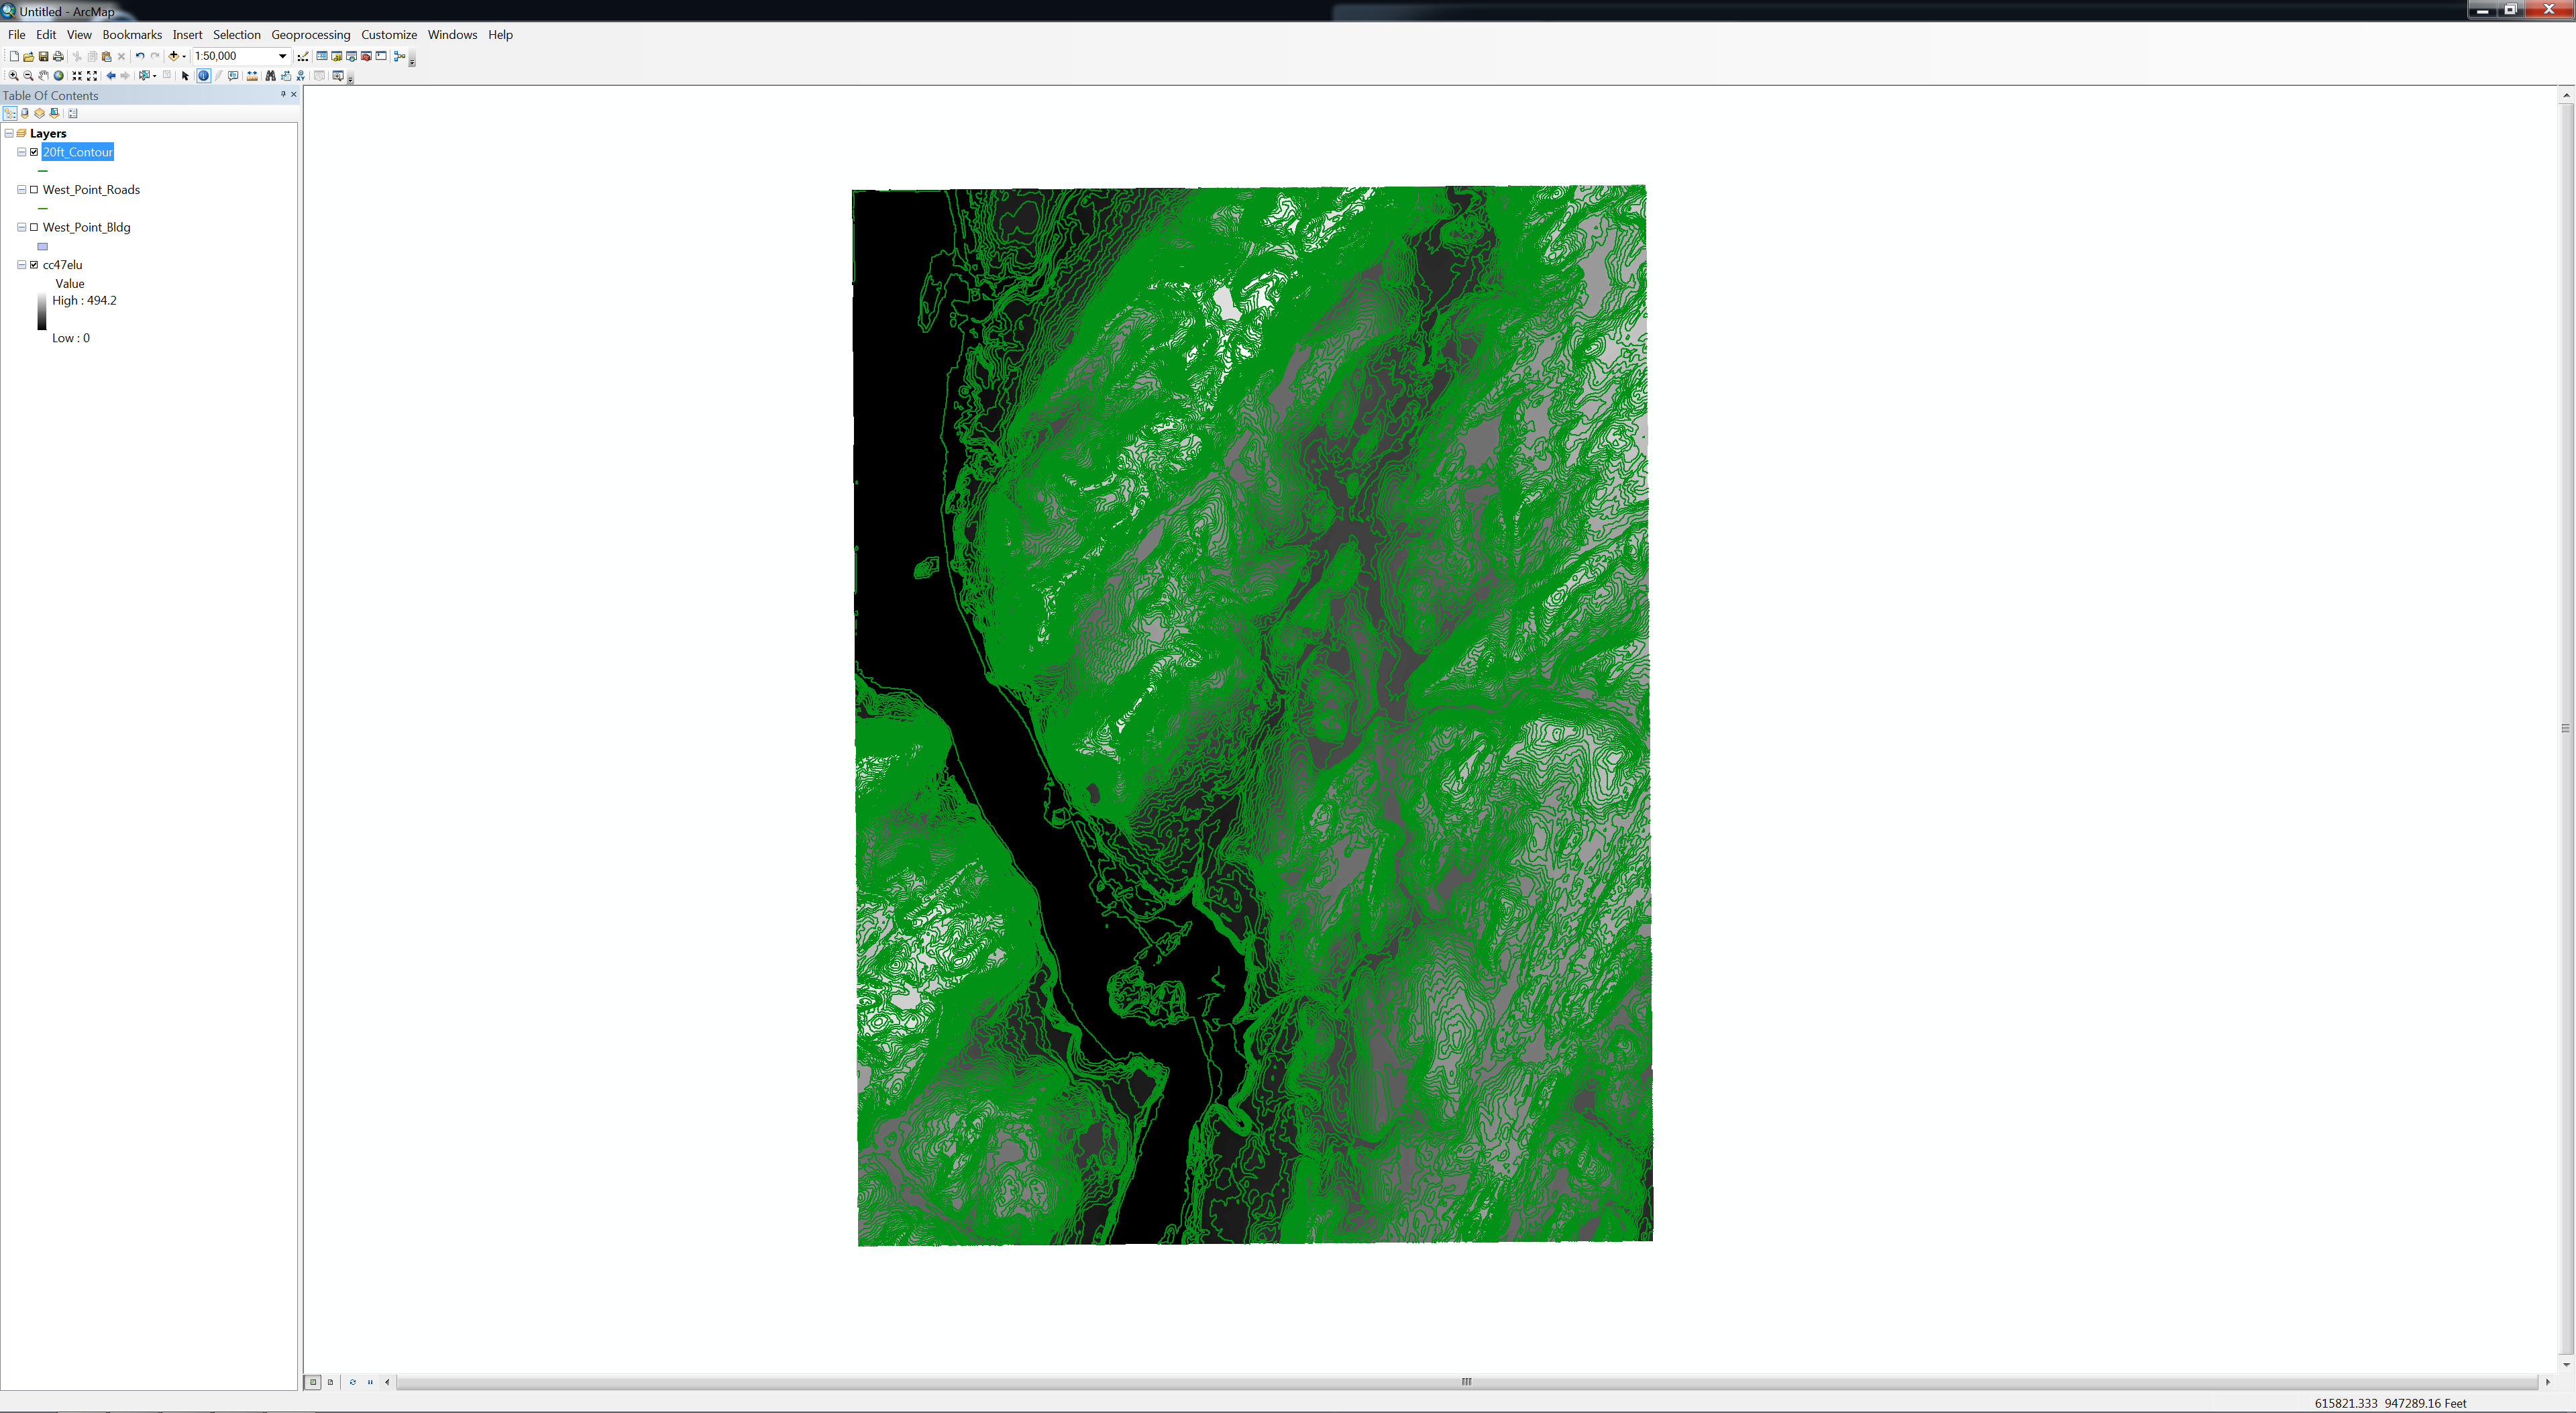 Untitled - ArcMap
File Edit View Bookmarks Insert Selection Geoprocessing Customize Windows Help
1:50,000
Table Of Contents
Layers
20ft_Contour
West_Point_Roads
West_Point_Bldg
cc47elu
Value
High : 494.2
Low : 0
615821.333 947289.16 Feet